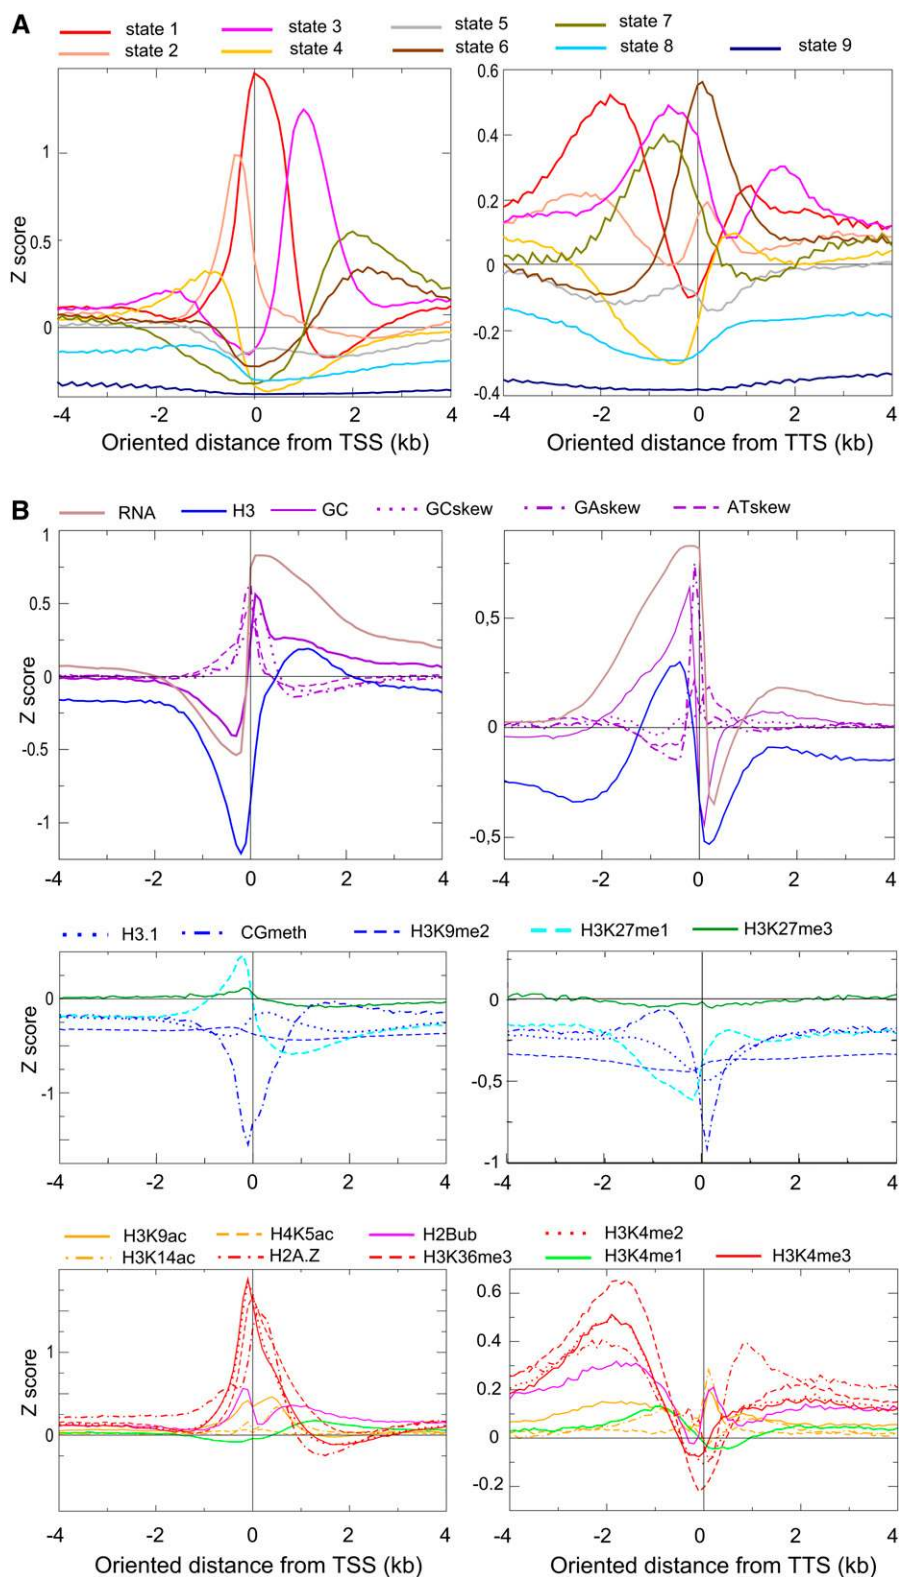 A
state 1 state 3 state 5 state 7
state 2 state 4 state 6 state 8 state 9
Z score
1
0.5
0
-4 -2 0 2 4
Oriented distance from TSS (kb)
0.6
0.4
0.2
0
-0.2
-0.4
-4 -2 0 2 4
Oriented distance from TTS (kb)
B
RNA H3 GC GCskew GAskew ATskew
Z score
1
0.5
0
-0.5
-1
-4 -2 0 2 4
0.5
0
-0,5
-4 -2 0 2 4
H3.1 CGmeth H3K9me2 H3K27me1 H3K27me3
Z score
0
-1
-4 -2 0 2 4
0
-0,5
-1
-4 -2 0 2 4
H3K9ac H4K5ac H2Bub H3K4me2
H3K14ac H2A.Z H3K36me3 H3K4me1 H3K4me3
Z score
1
0
-4 -2 0 2 4
Oriented distance from TSS (kb)
0.6
0.4
0.2
0
-0.2
-4 -2 0 2 4
Oriented distance from TTS (kb)